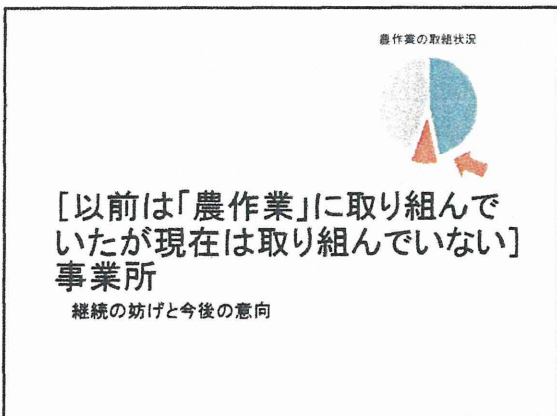 農作業の取組状況
[以前は「農作業」に取り組んで
いたが現在は取り組んでいない]
事業所
継続の妨げと今後の意向